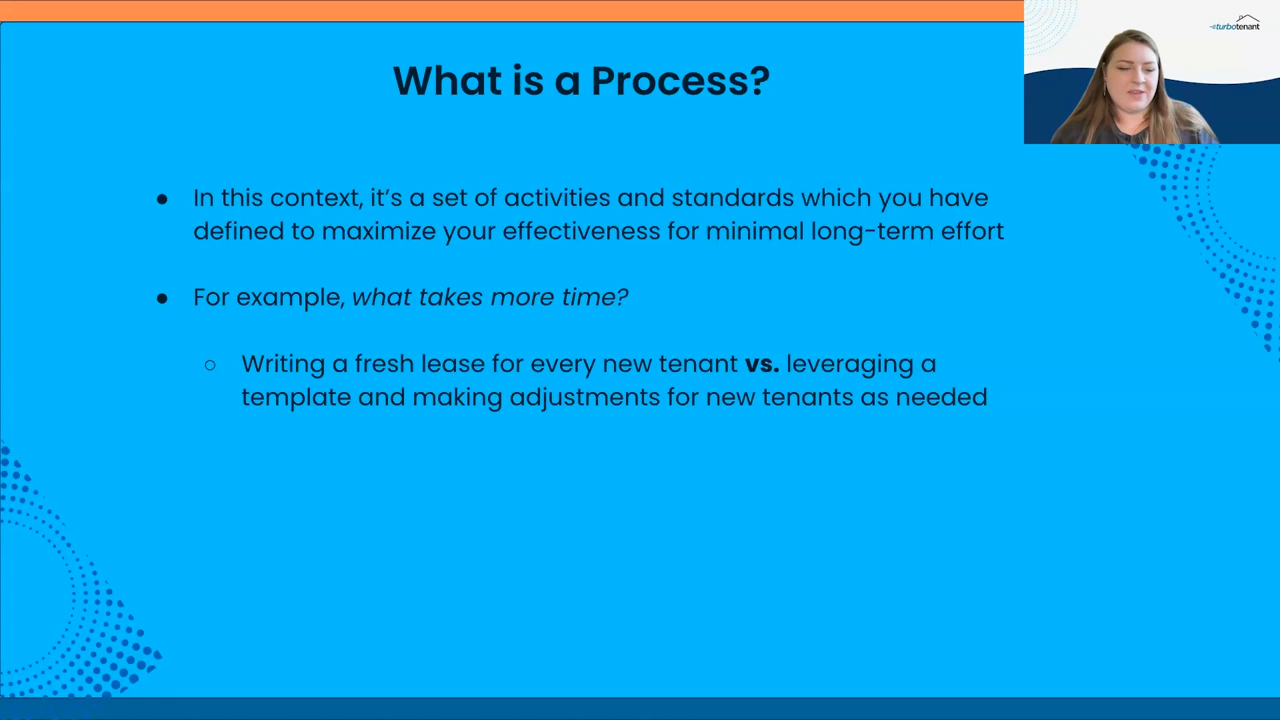 What is a Process?
turbotenant
● In this context, it's a set of activities and standards which you have
defined to maximize your effectiveness for minimal long-term effort
● For example, what takes more time?
○ Writing a fresh lease for every new tenant vs. leveraging a
template and making adjustments for new tenants as needed